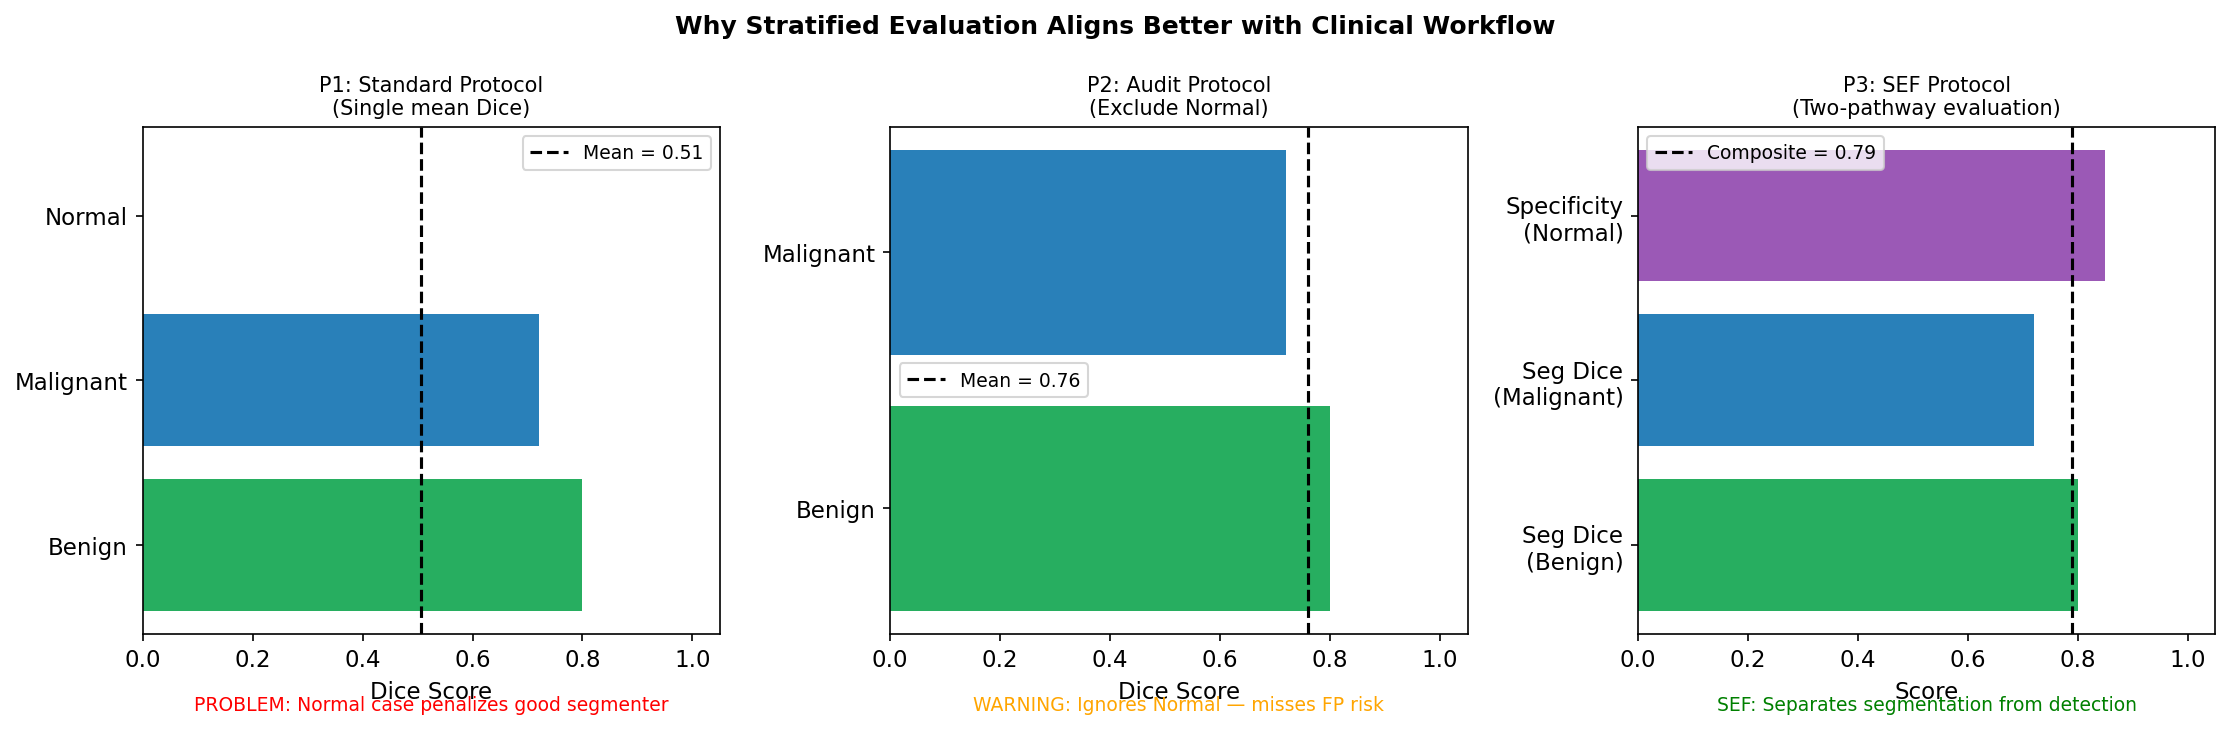 Why Stratified Evaluation Aligns Better with Clinical Workflow
P1: Standard Protocol
(Single mean Dice)
Mean = 0.51
Normal
Malignant
Benign
0.0 0.2 0.4 0.6 0.8 1.0
Dice Score
PROBLEM: Normal case penalizes good segmenter
P2: Audit Protocol
(Exclude Normal)
Malignant
Mean = 0.76
Benign
0.0 0.2 0.4 0.6 0.8 1.0
Dice Score
WARNING: Ignores Normal — misses FP risk
P3: SEF Protocol
(Two-pathway evaluation)
Composite = 0.79
Specificity
(Normal)
Seg Dice
(Malignant)
Seg Dice
(Benign)
0.0 0.2 0.4 0.6 0.8 1.0
Score
SEF: Separates segmentation from detection